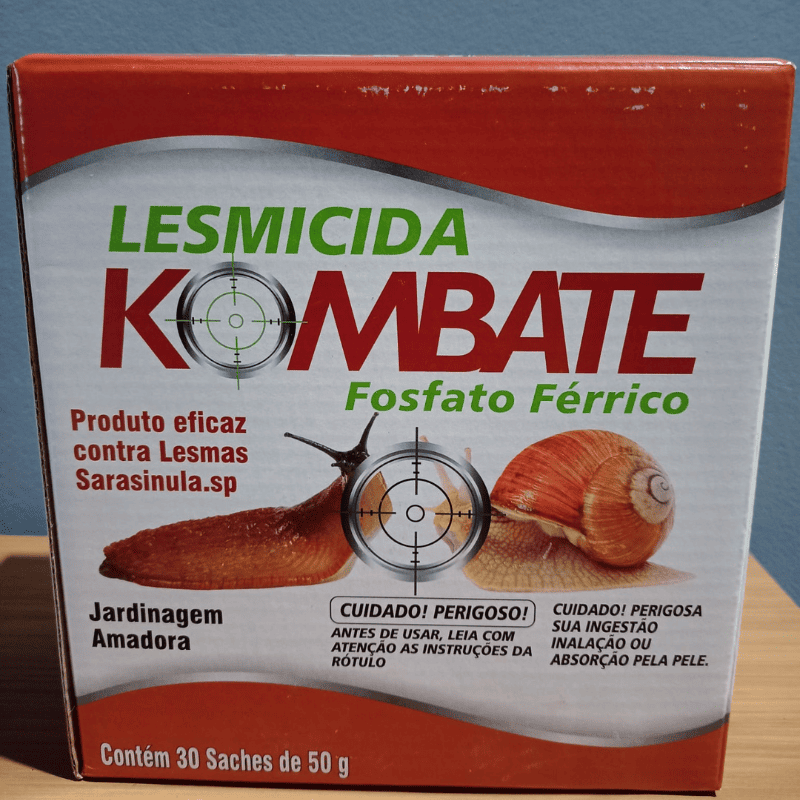 LESMICIDA
KOMBATE
Fosfato Férrico
Produto eficaz
contra Lesmas
Sarasinula.sp
Jardinagem
Amadora
CUIDADO! PERIGOSO!
ANTES DE USAR, LEIA COM
ATENÇÃO AS INSTRUÇÕES DA
RÓTULO
CUIDADO! PERIGOSA
SUA INGESTÃO
INALAÇÃO OU
ABSORÇÃO PELA PELE.
Contém 30 Saches de 50 g